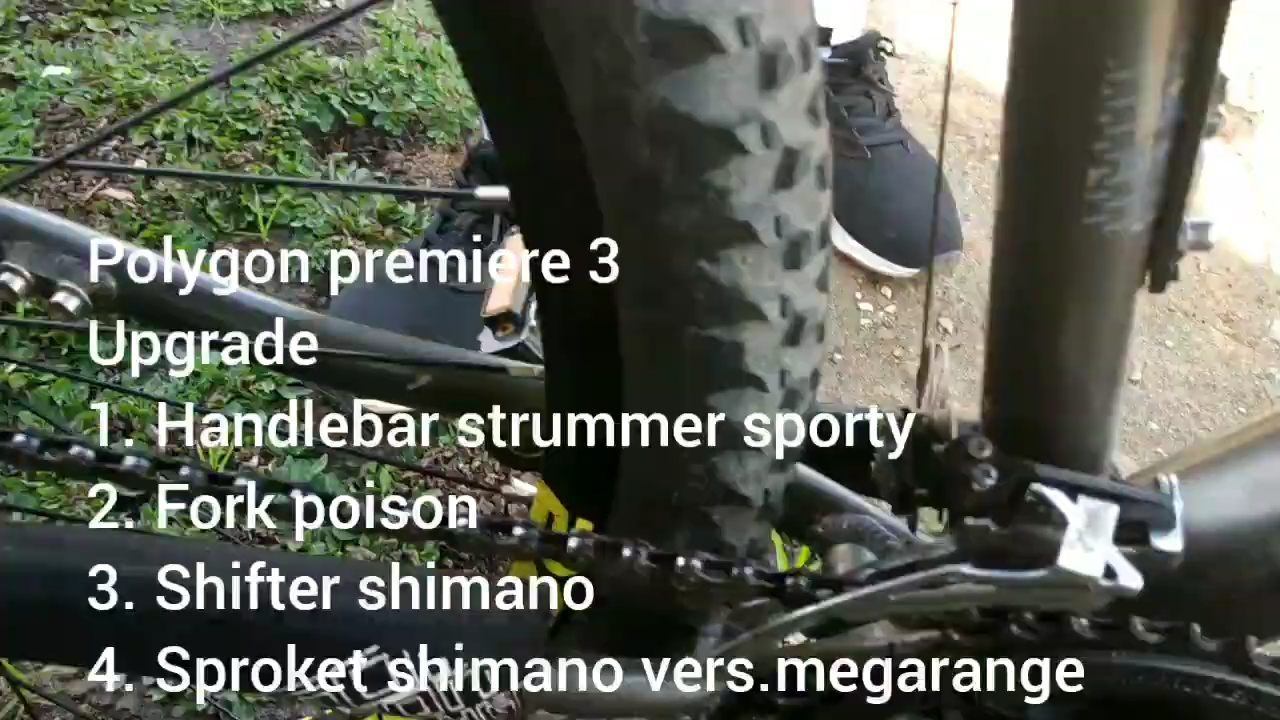 Polygon premiere 3
Upgrade
1. Handlebar strummer sporty
2. Fork poison
3. Shifter shimano
4. Sproket shimano vers.megarange